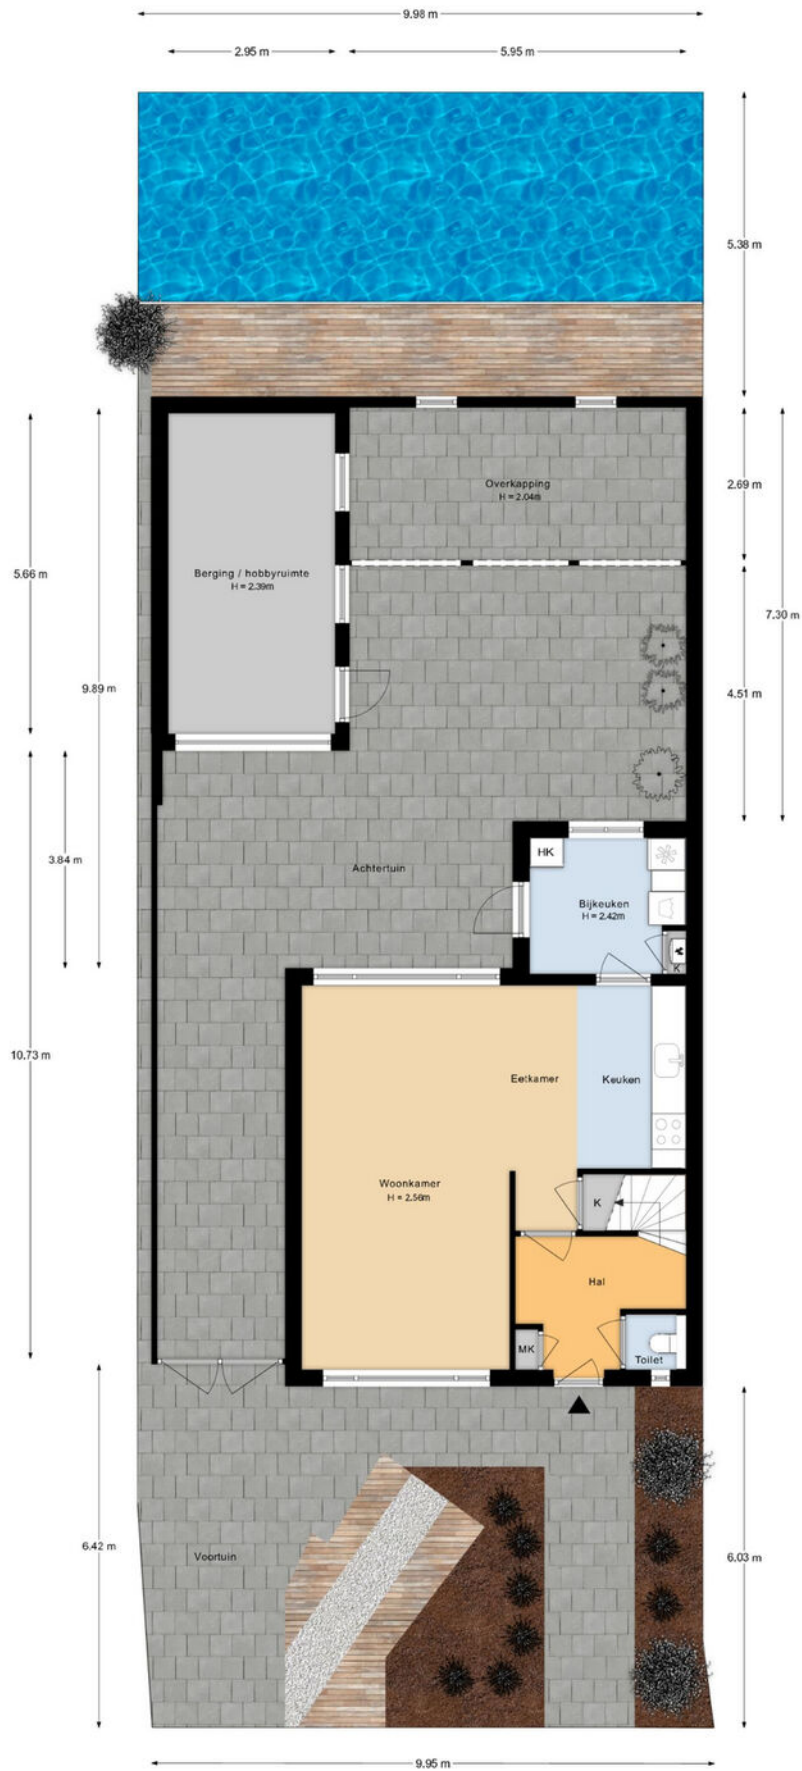 9.98 m
2.95 m
5.95 m
5.38 m
2.69 m
Overkapping
H = 2.04m
5.66 m
Berging / hobbyruimte
H = 2.39m
7.30 m
9.89 m
4.51 m
3.84 m
Achtertuin
HK
Bijkeuken
H = 2.42m
K
10.73 m
Eetkamer
Keuken
Woonkamer
H = 2.56m
K
Hal
MK
Toilet
6.42 m
Voortuin
6.03 m
9.95 m